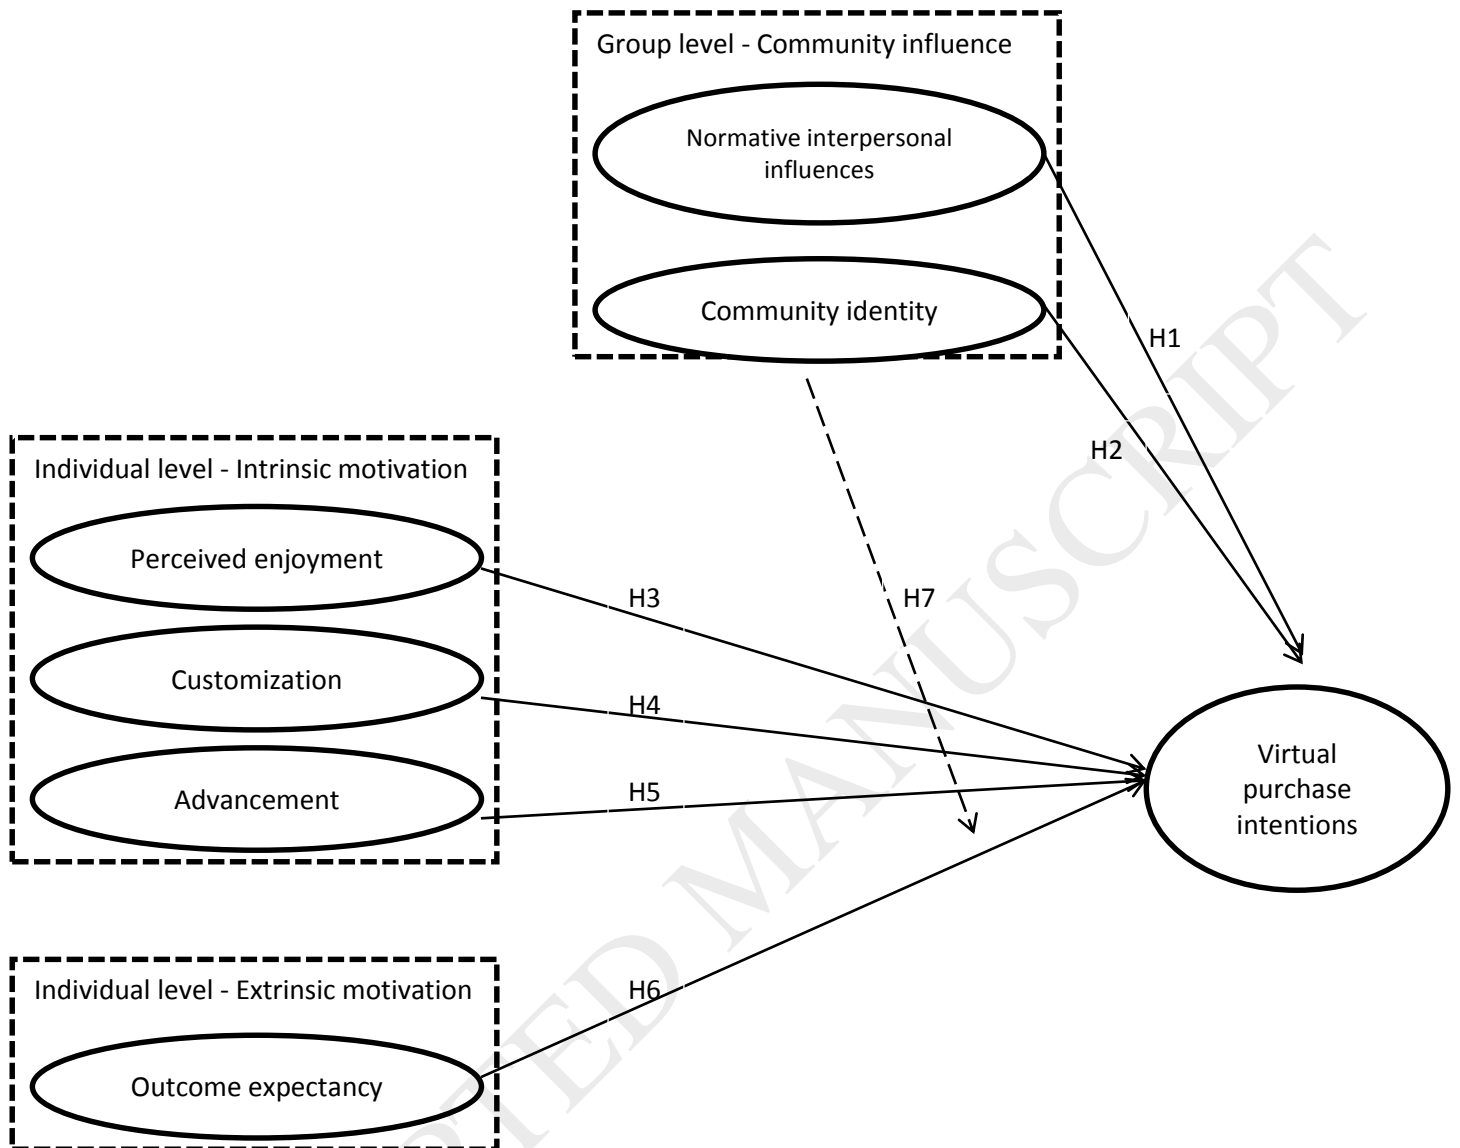 Group level - Community influence
Normative interpersonal
influences
Community identity
H1
H2
Individual level - Intrinsic motivation
Perceived enjoyment
H3
H7
Customization
H4
Advancement
H5
Virtual
purchase
intentions
Individual level - Extrinsic motivation
H6
Outcome expectancy
PTED MANUSCRIPT